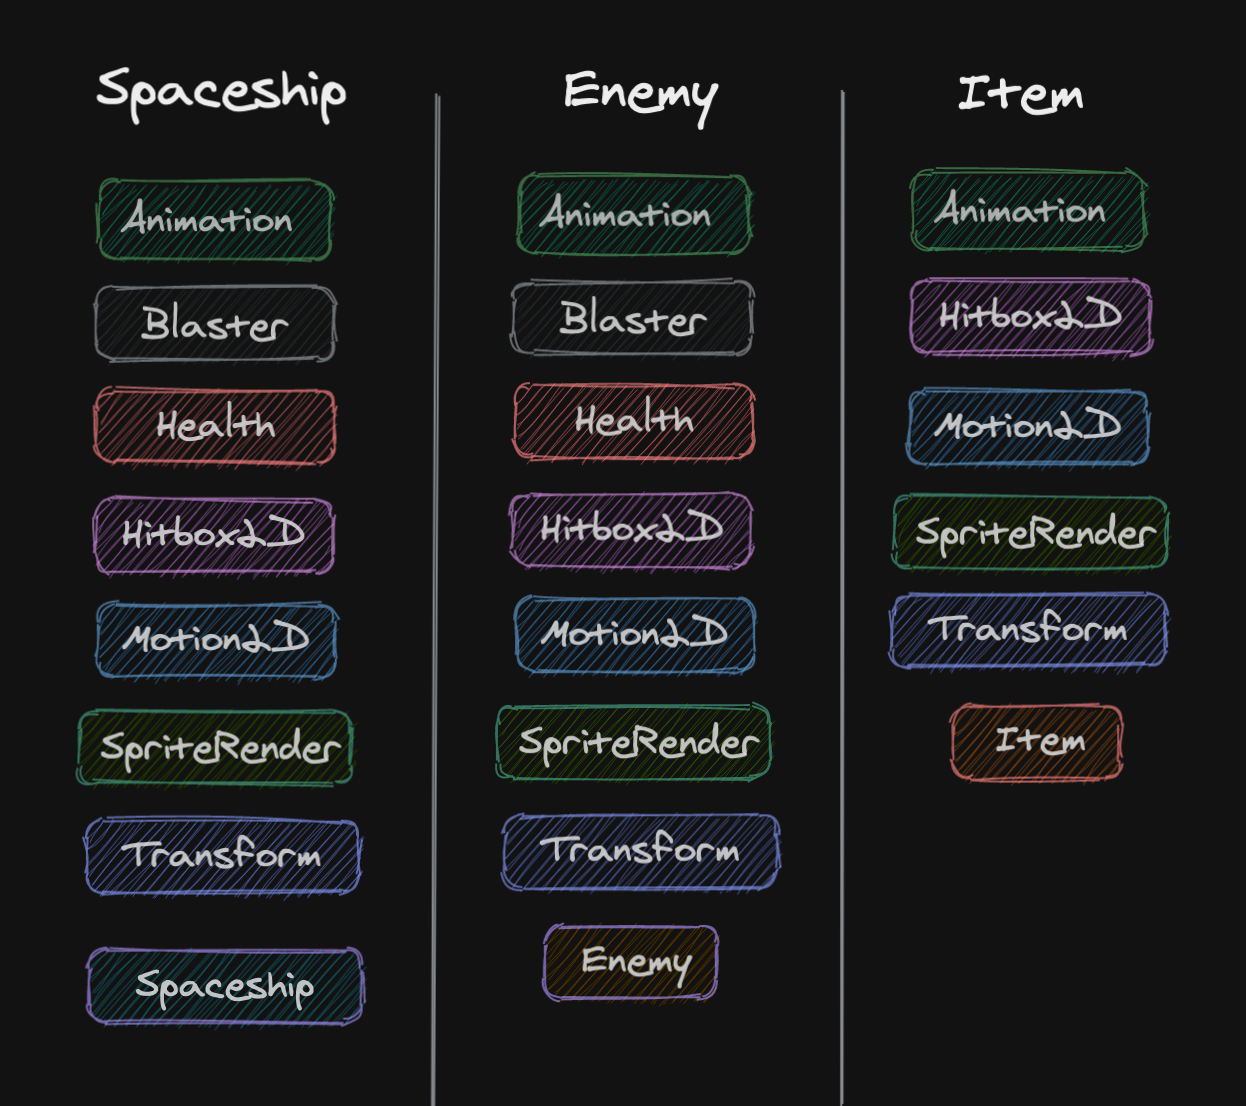 Spaceship
Animation
Blaster
Health
Hitbox2D
Motion2D
SpriteRender
Transform
Spaceship
Enemy
Animation
Blaster
Health
Hitbox2D
Motion2D
SpriteRender
Transform
Enemy
Item
Animation
Hitbox2D
Motion2D
SpriteRender
Transform
Item